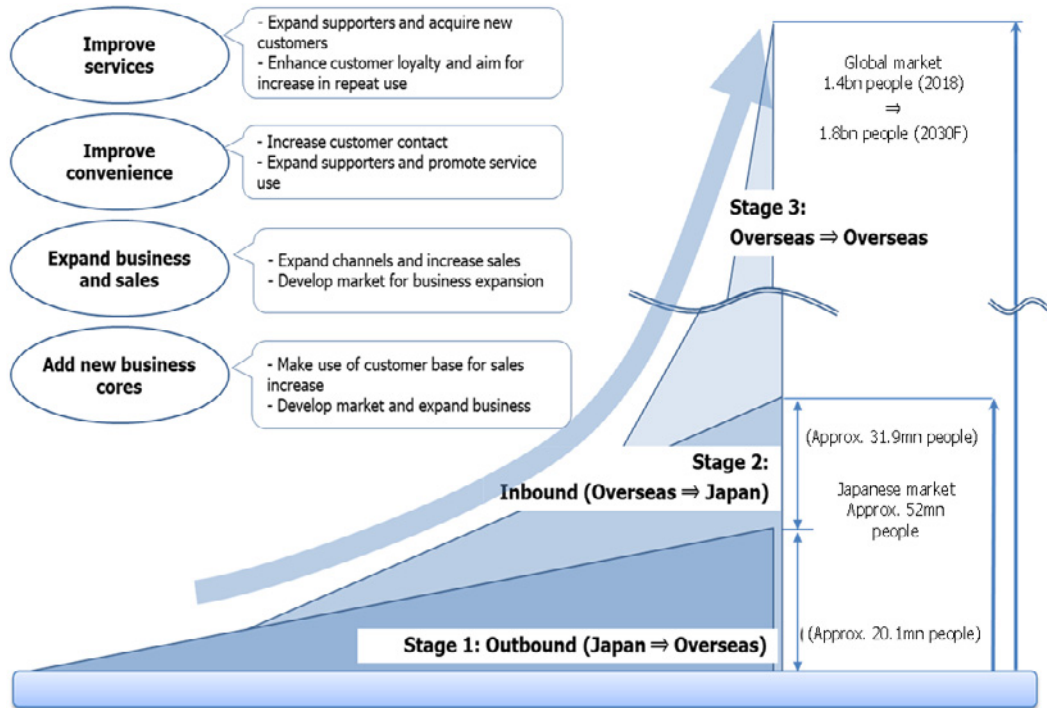 Improve
services
- Expand supporters and acquire new
customers
- Enhance customer loyalty and aim for
increase in repeat use
Improve
convenience
- Increase customer contact
- Expand supporters and promote service
use
Expand business
and sales
- Expand channels and increase sales
- Develop market for business expansion
Add new business
cores
- Make use of customer base for sales
increase
- Develop market and expand business
Global market
1.4bn people (2018)
⇒
1.8bn people (2030F)
Stage 3:
Overseas ⇒ Overseas
Stage 2:
Inbound (Overseas ⇒ Japan)
(Approx. 31.9mn people)
Japanese market
Approx. 52mn
people
Stage 1: Outbound (Japan ⇒ Overseas)
((Approx. 20.1mn people)